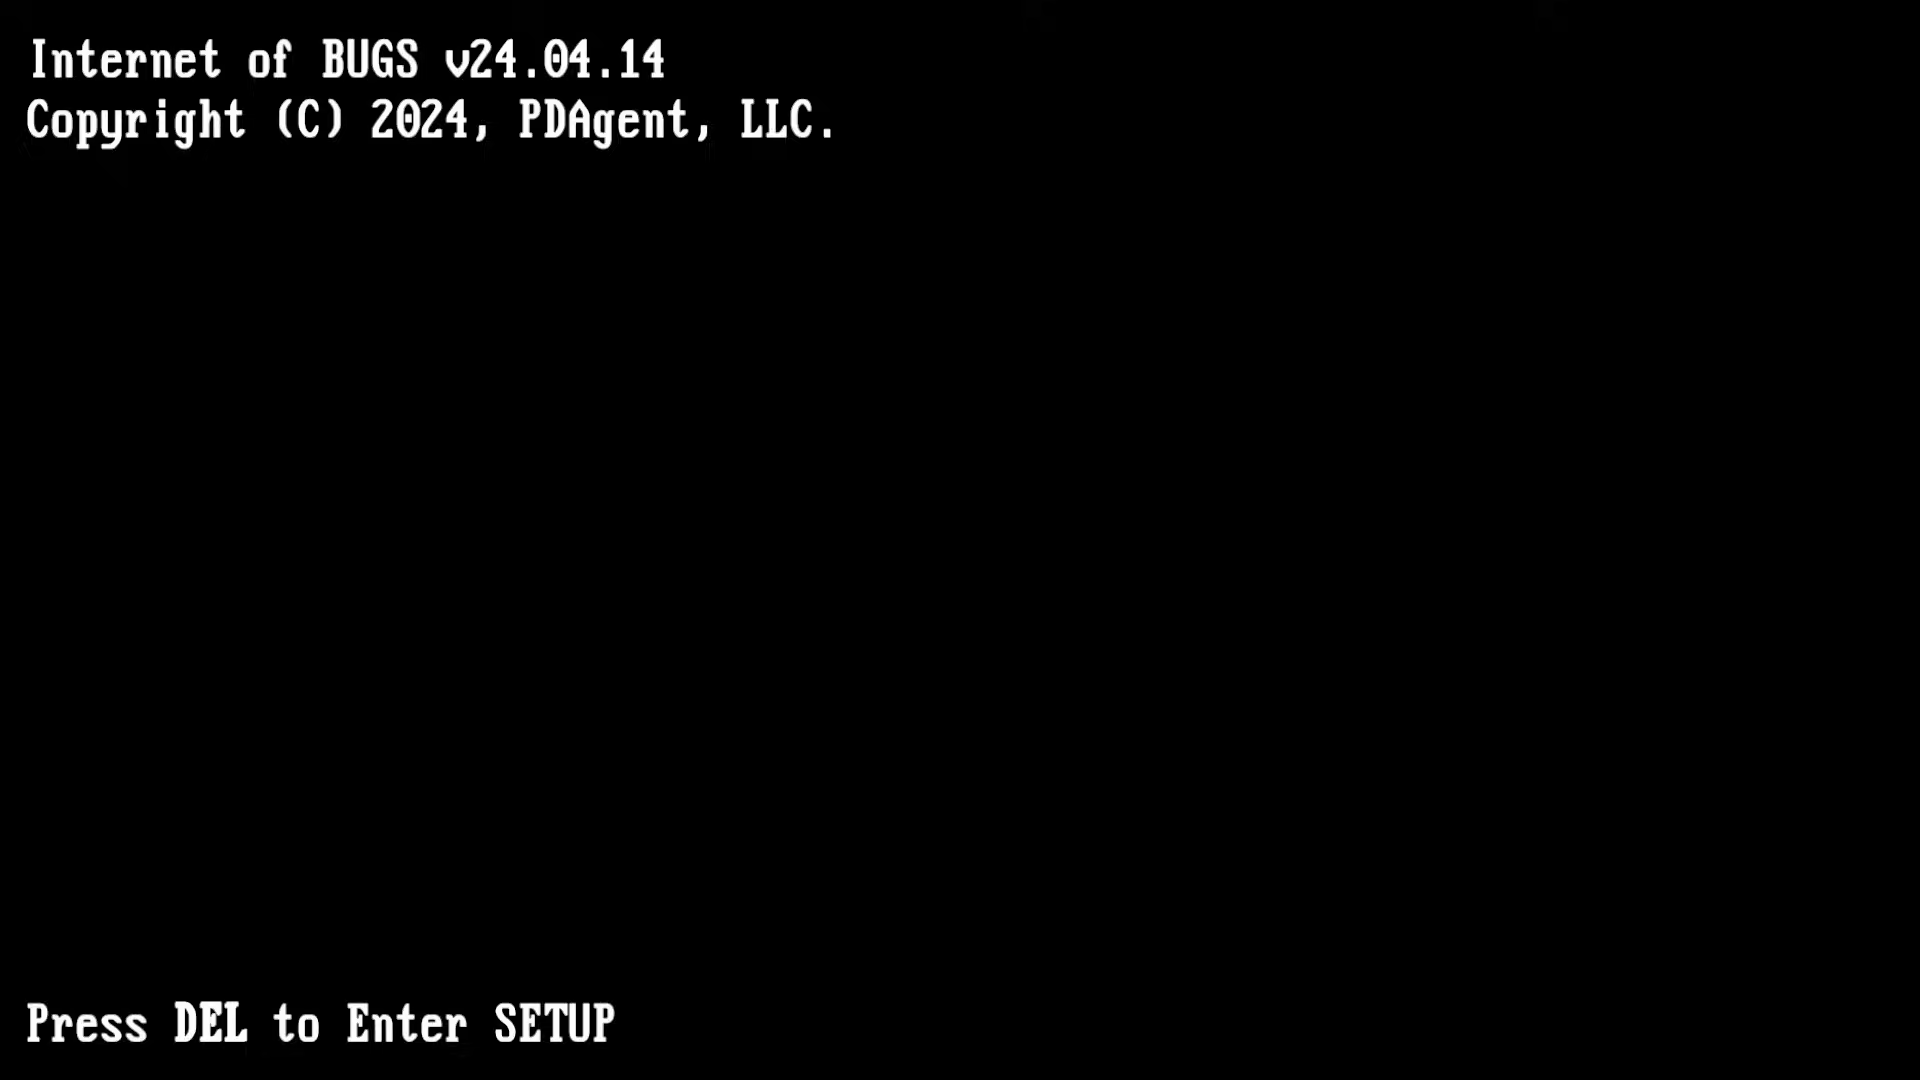 Internet of BUGS v24.04.14
Copyright (C) 2024, PDAgent, LLC.
Press DEL to Enter SETUP